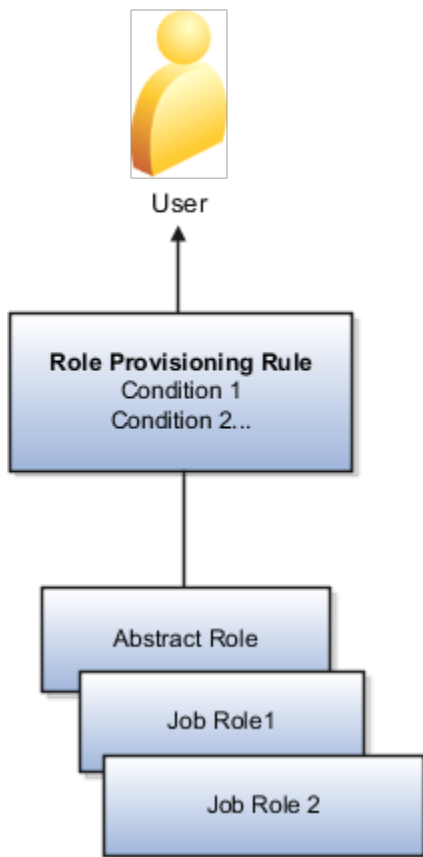 User
Role Provisioning Rule
Condition 1
Condition 2...
Abstract Role
Job Role1
Job Role 2